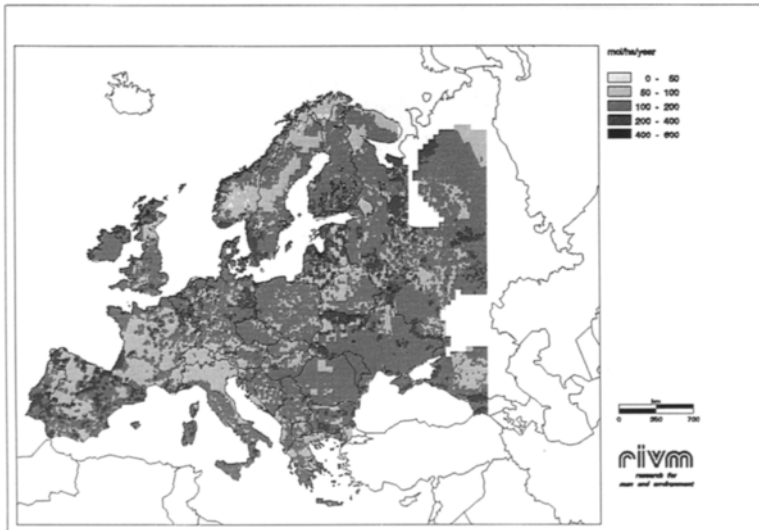 mol/ha/year
0 - 50
50 - 100
100 - 200
200 - 400
400 - 600
km
0 350 700
rivm
research for
man and environment